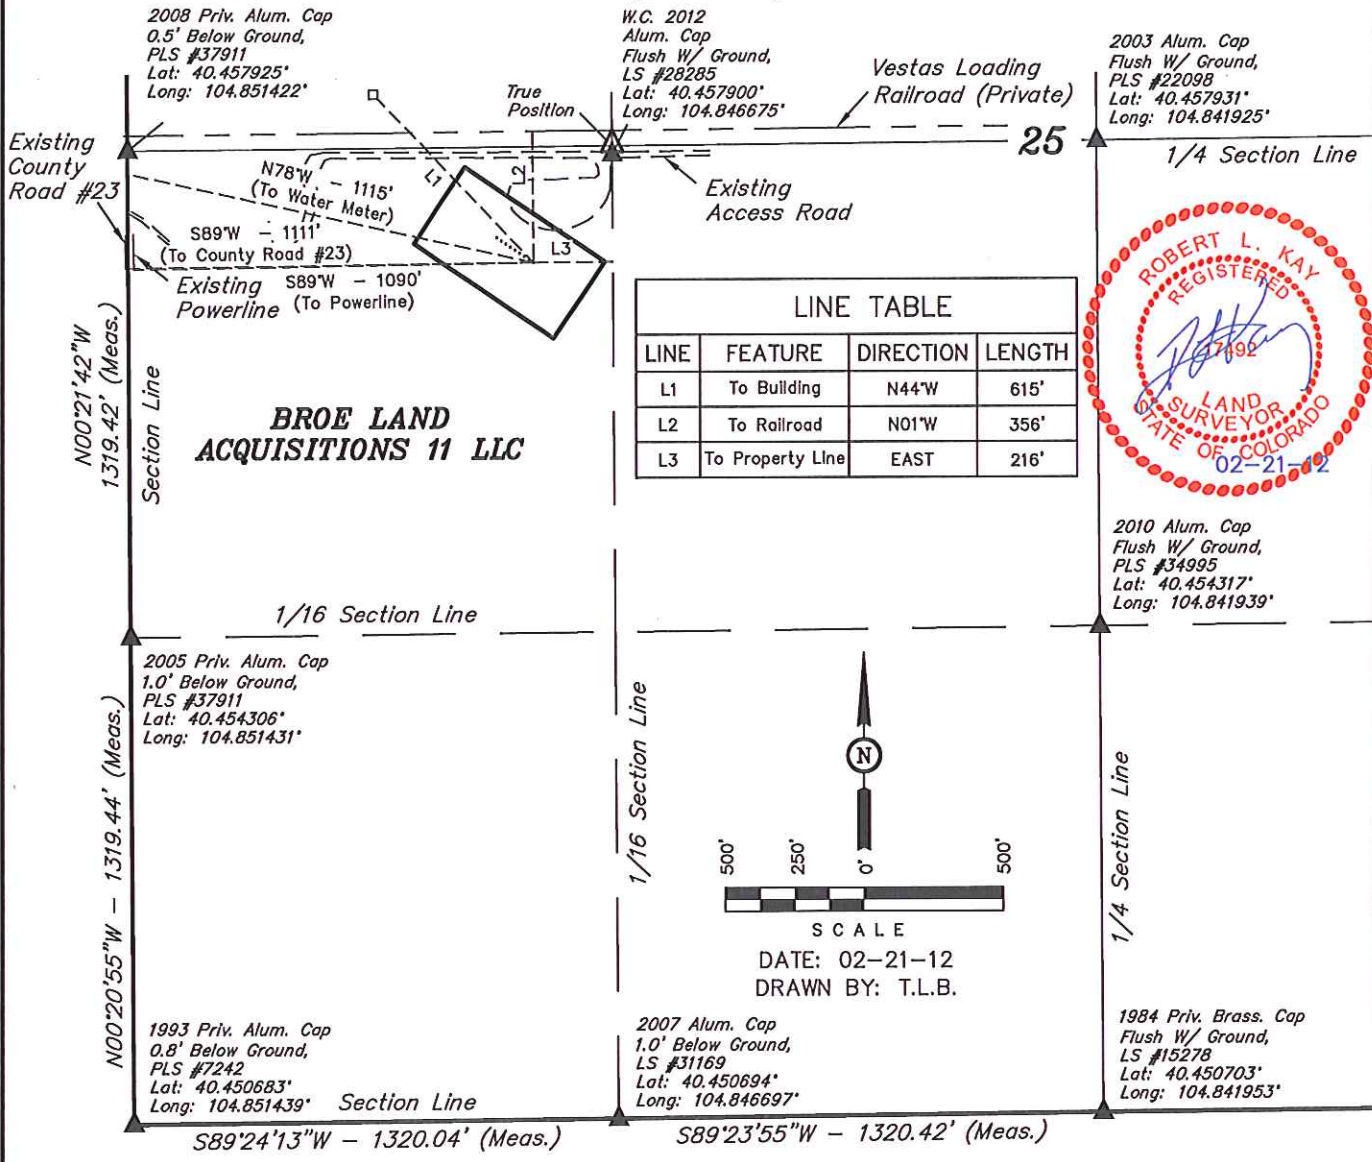 2008 Priv. Alum. Cap
0.5' Below Ground,
PLS #37911
Lat: 40.457925°
Long: 104.851422°
W.C. 2012
Alum. Cap
Flush W/ Ground,
LS #28285
Lat: 40.457900°
Long: 104.846675°
True
Position
Vestas Loading
Railroad (Private)
2003 Alum. Cap
Flush W/ Ground,
PLS #22098
Lat: 40.457931°
Long: 104.841925°
25
1/4 Section Line
Existing
County
Road #23
N78°W - 1115'
(To Water Meter)
L1
L2
L3
Existing
Access Road
S89°W - 1111'
(To County Road #23)
Existing
Powerline
S89°W - 1090'
(To Powerline)
LINE TABLE
LINE FEATURE DIRECTION LENGTH
L1 To Building N44°W 615'
L2 To Railroad N01°W 356'
L3 To Property Line EAST 216'
ROBERT L. KAY
REGISTERED
17492
LAND
SURVEYOR
STATE OF COLORADO
02-21-12
N00°21'42"W
1319.42' (Meas.)
Section Line
BROE LAND
ACQUISITIONS 11 LLC
2010 Alum. Cap
Flush W/ Ground,
PLS #34995
Lat: 40.454317°
Long: 104.841939°
1/16 Section Line
2005 Priv. Alum. Cap
1.0' Below Ground,
PLS #37911
Lat: 40.454306°
Long: 104.851431°
N00°20'55"W - 1319.44' (Meas.)
1/16 Section Line
N
1/4 Section Line
500' 250' 0' 500'
SCALE
DATE: 02-21-12
DRAWN BY: T.L.B.
1993 Priv. Alum. Cap
0.8' Below Ground,
PLS #7242
Lat: 40.450683°
Long: 104.851439°
Section Line
2007 Alum. Cap
1.0' Below Ground,
LS #31169
Lat: 40.450694°
Long: 104.846697°
1984 Priv. Brass. Cap
Flush W/ Ground,
LS #15278
Lat: 40.450703°
Long: 104.841953°
S89°24'13"W - 1320.04' (Meas.)
S89°23'55"W - 1320.42' (Meas.)